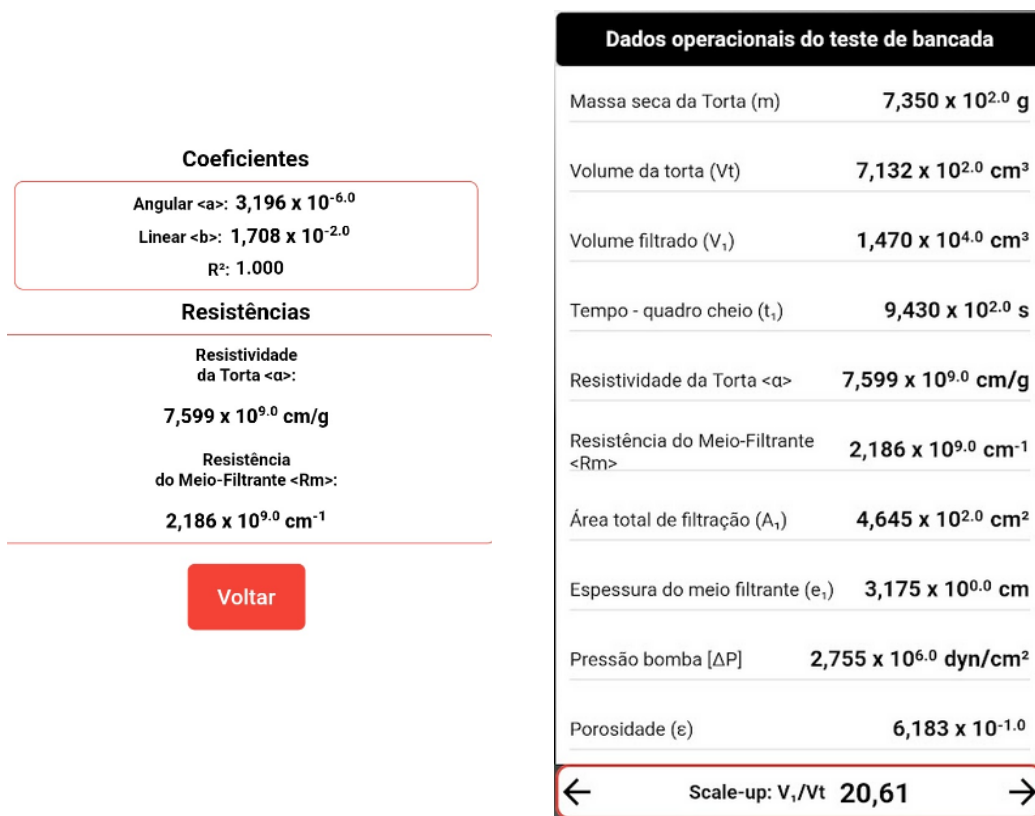 Coeficientes
Angular <a>: 3,196 x 10⁻⁶·⁰
Linear <b>: 1,708 x 10⁻²·⁰
R²: 1.000
Resistências
Resistividade
da Torta <α>:
7,599 x 10⁹·⁰ cm/g
Resistência
do Meio-Filtrante <Rm>:
2,186 x 10⁹·⁰ cm⁻¹
Voltar
Dados operacionais do teste de bancada
Massa seca da Torta (m) 7,350 x 10²·⁰ g
Volume da torta (Vt) 7,132 x 10²·⁰ cm³
Volume filtrado (V₁) 1,470 x 10⁴·⁰ cm³
Tempo - quadro cheio (t₁) 9,430 x 10²·⁰ s
Resistividade da Torta <α> 7,599 x 10⁹·⁰ cm/g
Resistência do Meio-Filtrante
<Rm> 2,186 x 10⁹·⁰ cm⁻¹
Área total de filtração (A₁) 4,645 x 10²·⁰ cm²
Espessura do meio filtrante (e₁) 3,175 x 10⁰·⁰ cm
Pressão bomba [ΔP] 2,755 x 10⁶·⁰ dyn/cm²
Porosidade (ε) 6,183 x 10⁻¹·⁰
← Scale-up: V₁/Vt 20,61 →